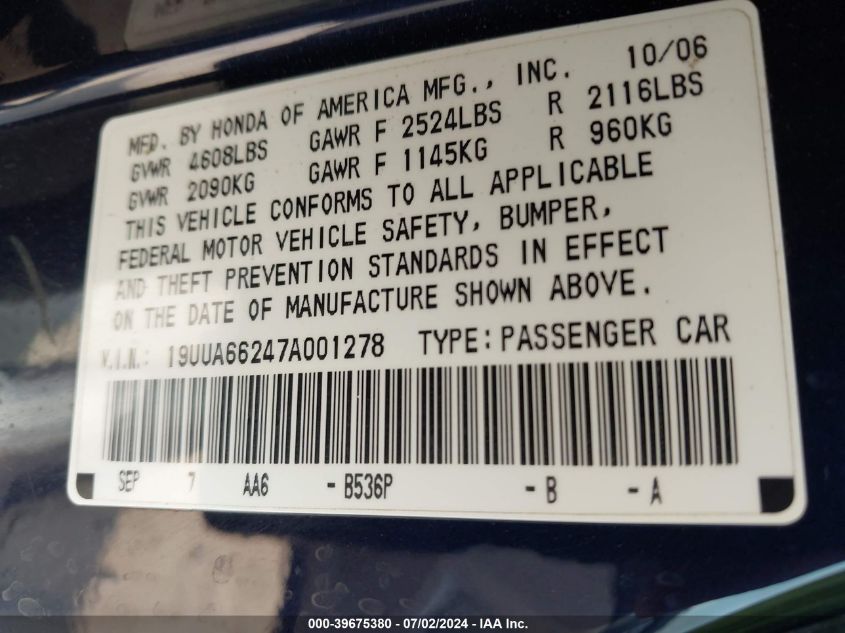 10/06
MFD. BY HONDA OF AMERICA MFG., INC.
GVWR 4608LBS GAWR F 2524LBS R 2116LBS
GVWR 2090KG GAWR F 1145KG R 960KG
THIS VEHICLE CONFORMS TO ALL APPLICABLE
FEDERAL MOTOR VEHICLE SAFETY, BUMPER,
AND THEFT PREVENTION STANDARDS IN EFFECT
ON THE DATE OF MANUFACTURE SHOWN ABOVE.
V.I.N.: 19UUA66247A001278 TYPE: PASSENGER CAR
SEP 7 AA6 - B536P - B - A
000-39675380 - 07/02/2024 - IAA Inc.